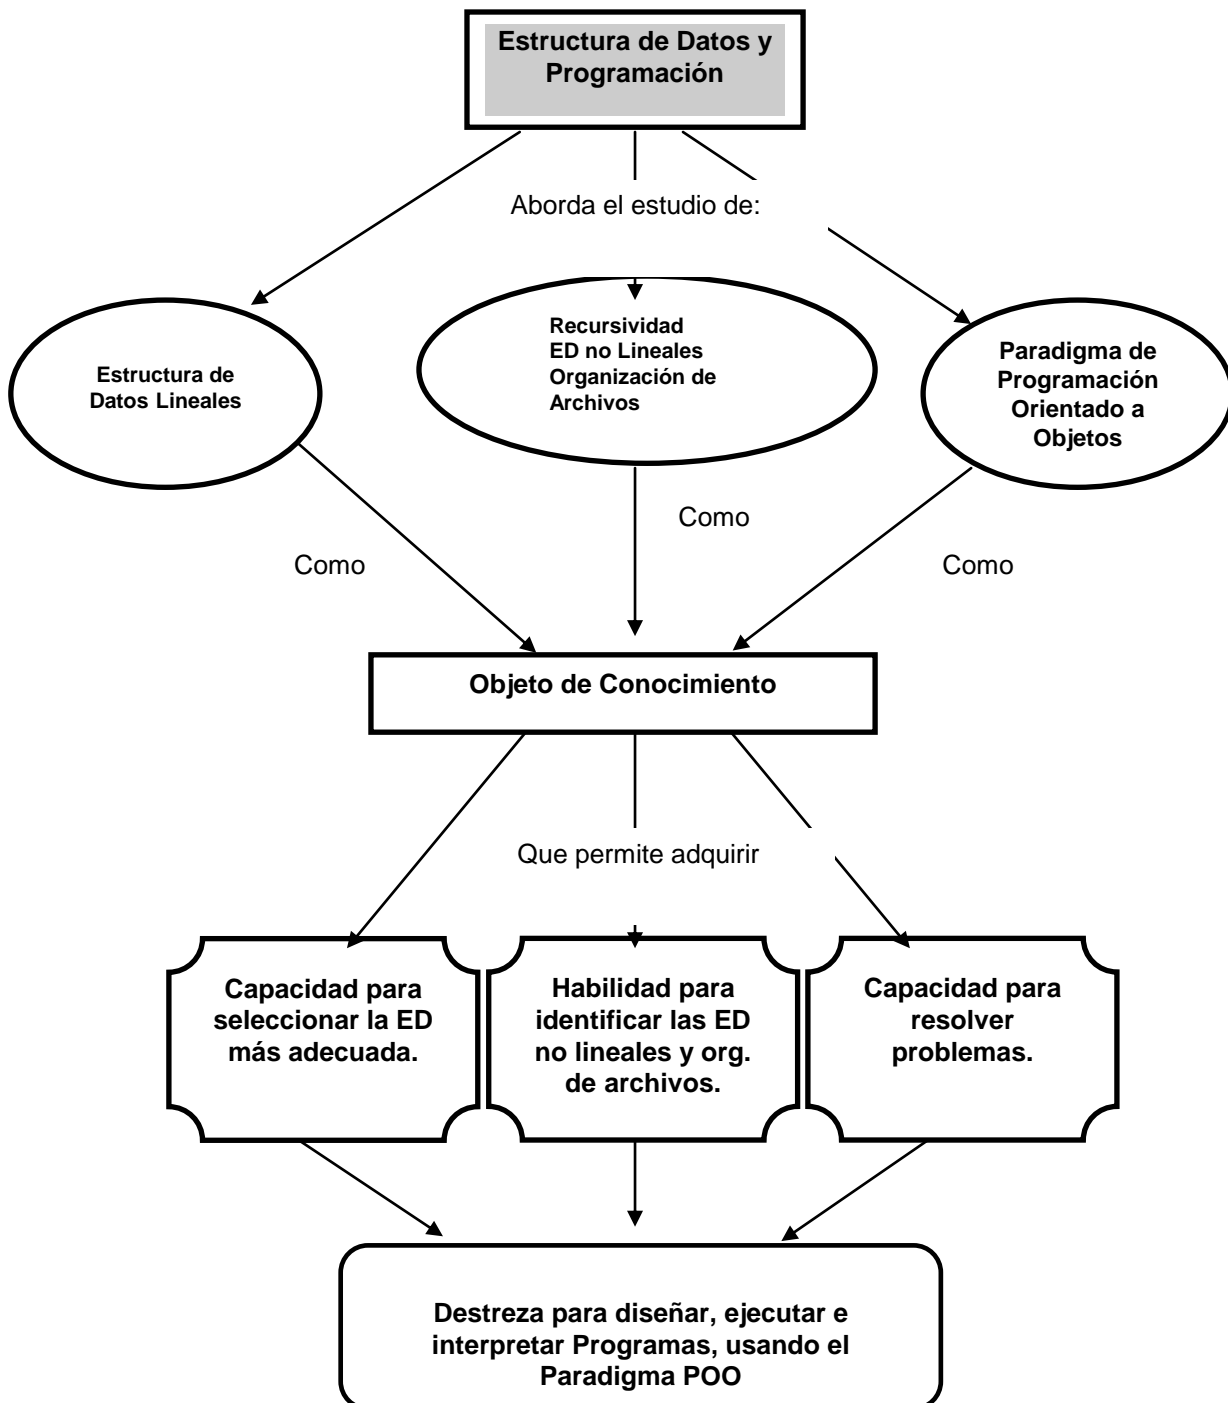 Estructura de Datos y
Programación
Aborda el estudio de:
Estructura de
Datos Lineales
Recursividad
ED no Lineales
Organización de
Archivos
Paradigma de
Programación
Orientado a
Objetos
Como
Como
Como
Objeto de Conocimiento
Que permite adquirir
Capacidad para
seleccionar la ED
más adecuada.
Habilidad para
identificar las ED
no lineales y org.
de archivos.
Capacidad para
resolver
problemas.
Destreza para diseñar, ejecutar e
interpretar Programas, usando el
Paradigma POO